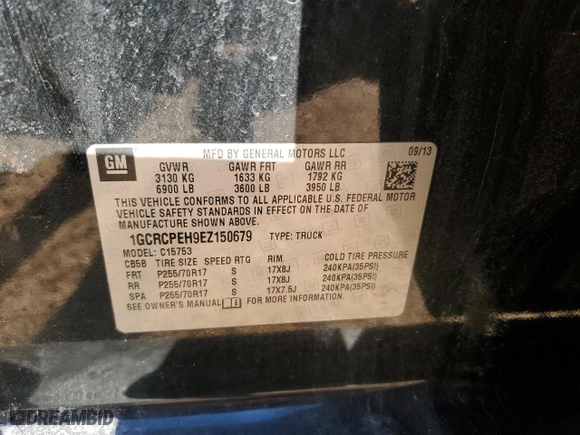 GM
MFD BY GENERAL MOTORS LLC 09/13
GVWR GAWR FRT GAWR RR
3130 KG 1633 KG 1792 KG
6900 LB 3600 LB 3950 LB
THIS VEHICLE CONFORMS TO ALL APPLICABLE U.S. FEDERAL MOTOR
VEHICLE SAFETY STANDARDS IN EFFECT ON THE DATE OF
MANUFACTURE SHOWN ABOVE.
1GCRCPEH9EZ150679 TYPE: TRUCK
MODEL: C15753
CB5B TIRE SIZE SPEED RTG RIM COLD TIRE PRESSURE
FRT P255/70R17 S 17X8J 240KPA(35PSI)
RR P255/70R17 S 17X8J 240KPA(35PSI)
SPA P255/70R17 S 17X7.5J 240KPA(35PSI)
SEE OWNER'S MANUAL FOR MORE INFORMATION.
DREAMBID